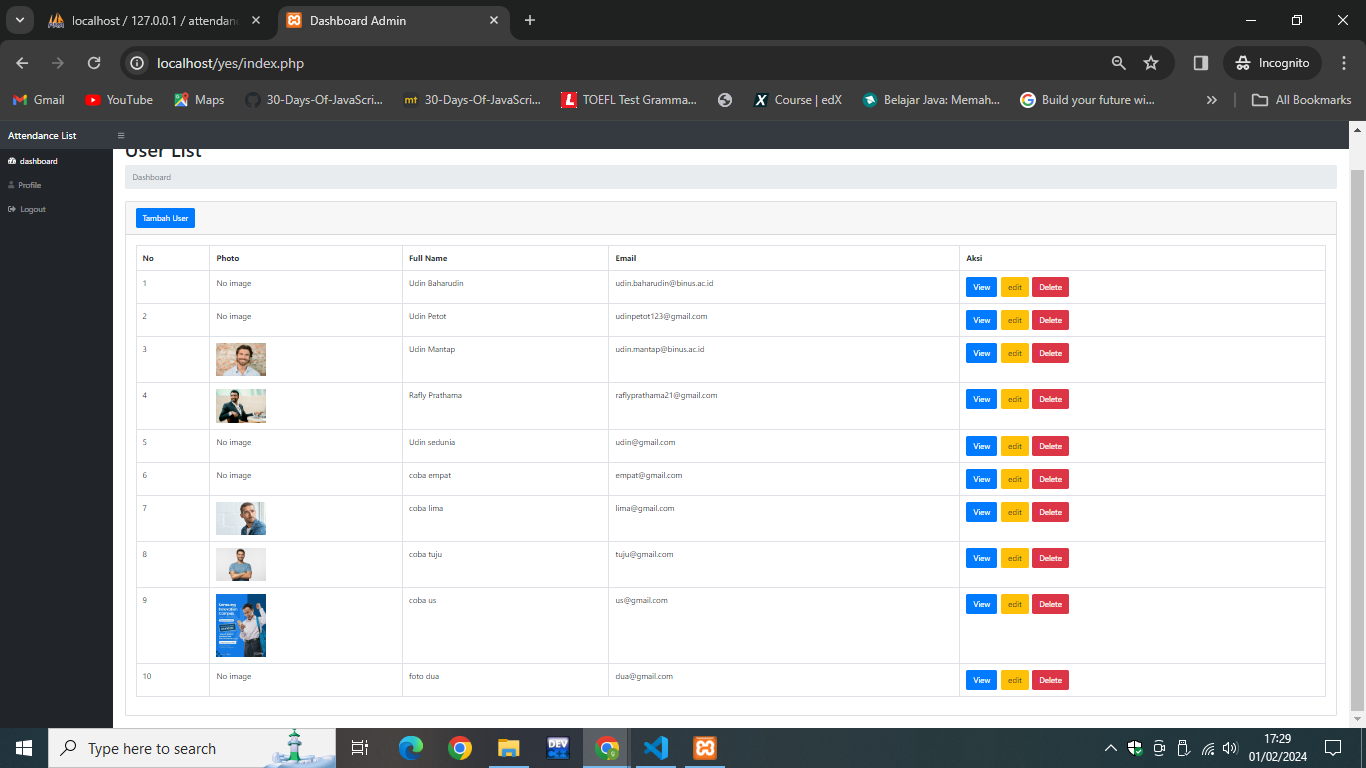 localhost / 127.0.0.1 / attendan
Dashboard Admin
localhost/yes/index.php
Incognito
Gmail
YouTube
Maps
30-Days-Of-JavaScri...
mt
30-Days-Of-JavaScri...
TOEFL Test Gramma...
Course | edX
Belajar Java: Memah...
Build your future wi...
All Bookmarks
Attendance List
dashboard
Profile
Logout
User List
Dashboard
Tambah User
No Photo Full Name Email Aksi
1 No image Udin Baharudin udin.baharudin@binus.ac.id View edit Delete
2 No image Udin Petot udinpetot123@gmail.com View edit Delete
3 Udin Mantap udin.mantap@binus.ac.id View edit Delete
4 Rafly Prathama raflyprathama21@gmail.com View edit Delete
5 No image Udin sedunia udin@gmail.com View edit Delete
6 No image coba empat empat@gmail.com View edit Delete
7 coba lima lima@gmail.com View edit Delete
8 coba tuju tuju@gmail.com View edit Delete
9 coba us us@gmail.com View edit Delete
Samsung
Innovation
Campus
10 No image foto dua dua@gmail.com View edit Delete
Type here to search
DEV
17:29
01/02/2024